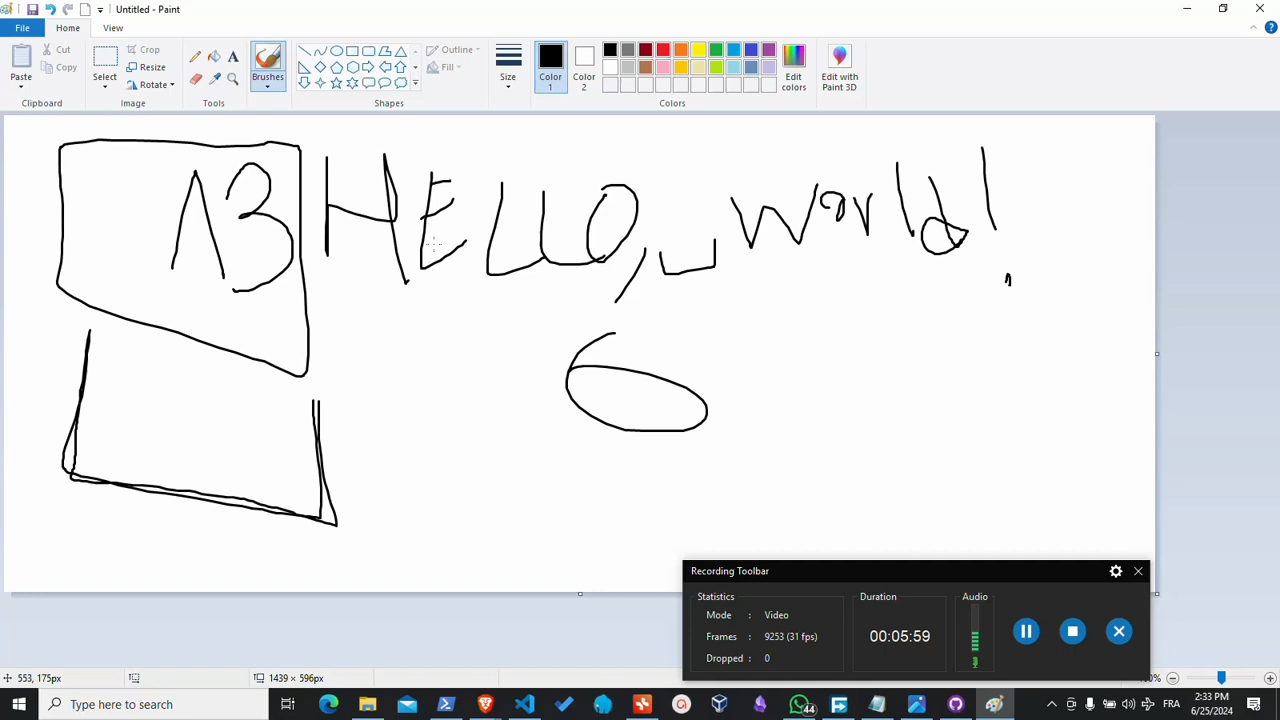 Untitled - Paint
File Home View
Paste Cut Copy Clipboard
Select Crop Resize Rotate Image
Tools
Brushes
Shapes Outline Fill
Size
Color 1 Color 2 Edit colors Colors
Edit with Paint 3D
13 HELLO, World!
6
Recording Toolbar
Statistics Duration Audio
Mode : Video
Frames : 9253 (31 fps) 00:05:59
Dropped : 0
553, 175px 1439 × 596px
Type here to search 44 FRA 2:33 PM
6/25/2024